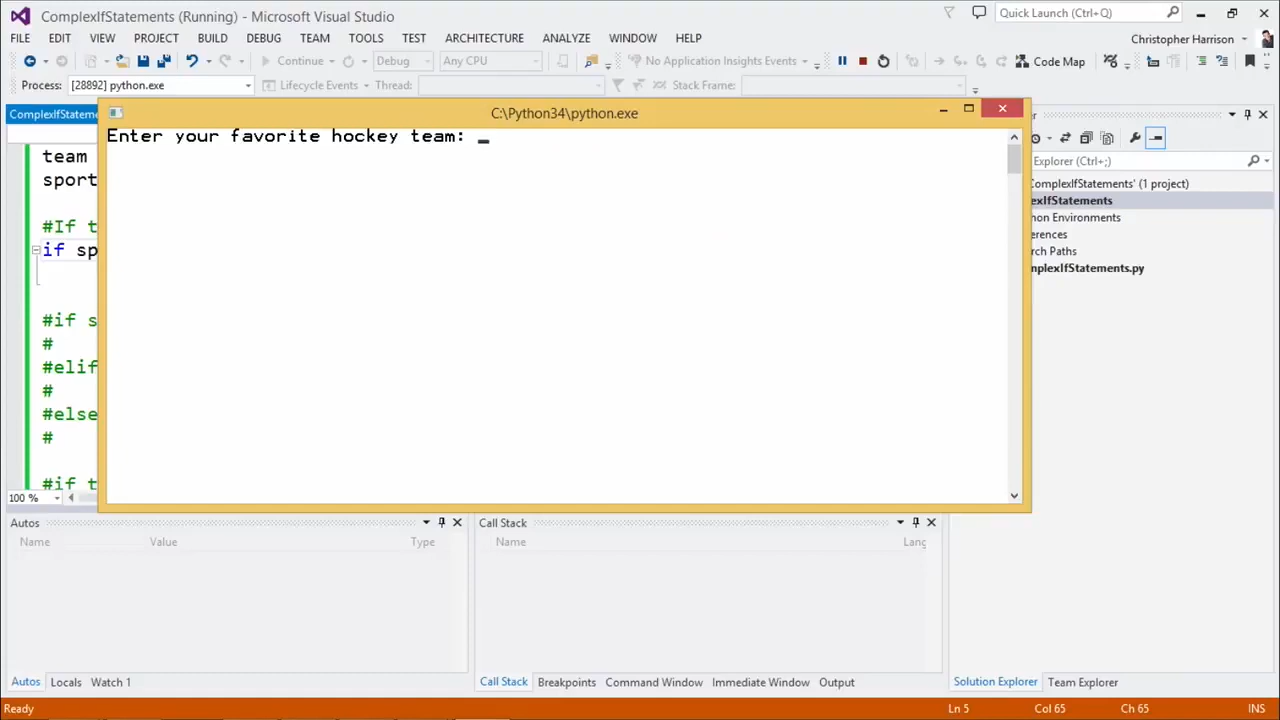 ComplexIfStatements (Running) - Microsoft Visual Studio
Quick Launch (Ctrl+Q)
FILE EDIT VIEW PROJECT BUILD DEBUG TEAM TOOLS TEST ARCHITECTURE ANALYZE WINDOW HELP
Christopher Harrison
Continue Debug Any CPU No Application Insights Events Code Map
Process: [28892] python.exe Lifecycle Events Thread: Stack Frame:
ComplexIfStateme
C:\Python34\python.exe
Enter your favorite hockey team: _
team
sport
#If t
if sp
#if s
#
#elif
#
#else
#
#if t
100 %
Explorer (Ctrl+;)
omplexIfStatements' (1 project)
exIfStatements
hon Environments
erences
rch Paths
mplexIfStatements.py
Autos
Name Value Type
Call Stack
Name Lang
Autos Locals Watch 1
Call Stack Breakpoints Command Window Immediate Window Output
Solution Explorer Team Explorer
Ready Ln 5 Col 65 Ch 65 INS